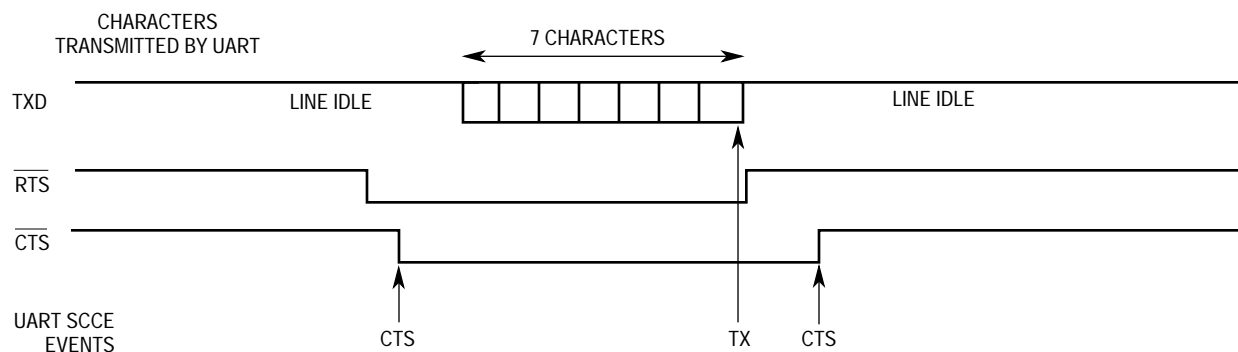 CHARACTERS
TRANSMITTED BY UART
7 CHARACTERS
TXD
LINE IDLE
LINE IDLE
RTS
CTS
UART SCCE
EVENTS
CTS
TX
CTS